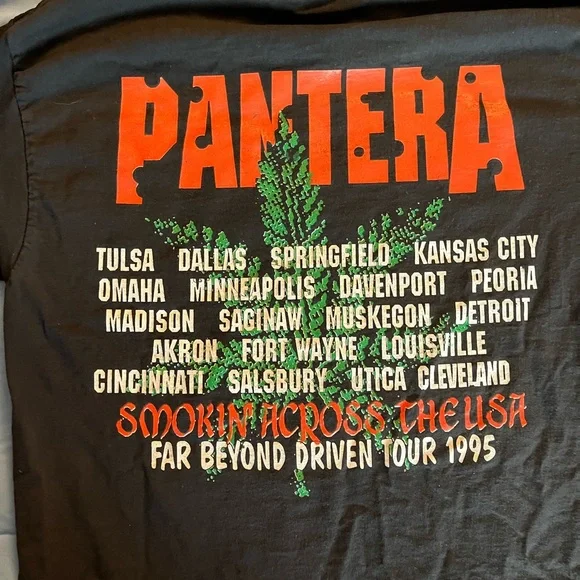 PANTERA
TULSA DALLAS SPRINGFIELD KANSAS CITY
OMAHA MINNEAPOLIS DAVENPORT PEORIA
MADISON SAGINAW MUSKEGON DETROIT
AKRON FORT WAYNE LOUISVILLE
CINCINNATI SALSBURY UTICA CLEVELAND
SMOKIN' ACROSS THE USA
FAR BEYOND DRIVEN TOUR 1995